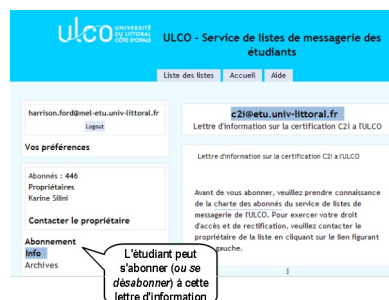 ulco UNIVERSITÉ
DU LITTORAL
CÔTE D'OPALE
ULCO - Service de listes de messagerie des
étudiants
Liste des listes Accueil Aide
harrison.ford@mel-etu.univ-littoral.fr
Logout
Vos préférences
Abonnés : 446
Propriétaires
Karine Silini
Contacter le propriétaire
Abonnement
Info
Archives
c2i@etu.univ-littoral.fr
Lettre d'information sur la certification C2i a l'ULCO
Lettre d'information sur la certification C2i a l'ULCO
Avant de vous abonner, veuillez prendre connaissance
de la charte des abonnés du service de listes de
messagerie de l'ULCO. Pour exercer votre droit
d'accès et de rectification, veuillez contacter le
propriétaire de la liste en cliquant sur le lien figurant
gauche.
L'étudiant peut
s'abonner (ou se
désabonner) à cette
lettre d'information